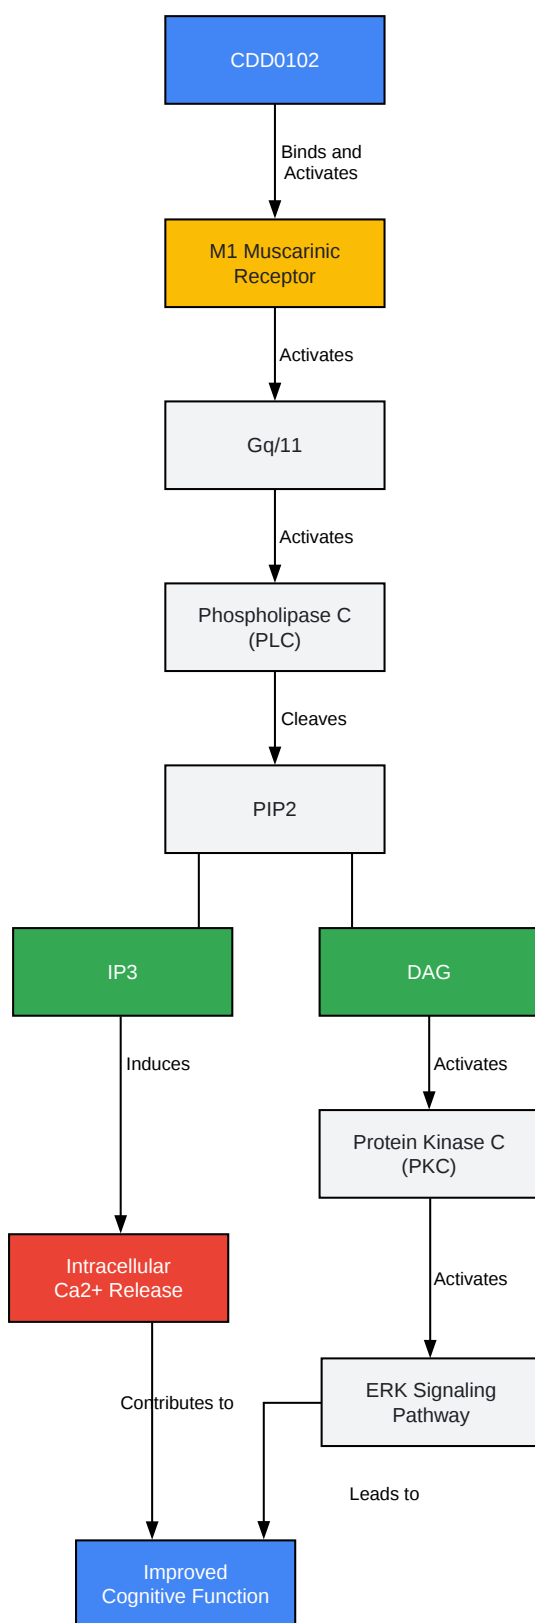 CDD0102
Binds and
Activates
M1 Muscarinic
Receptor
Activates
Gq/11
Activates
Phospholipase C
(PLC)
Cleaves
PIP2
IP3
DAG
Induces
Activates
Protein Kinase C
(PKC)
Intracellular
Ca2+ Release
Activates
ERK Signaling
Pathway
Contributes to
Leads to
Improved
Cognitive Function